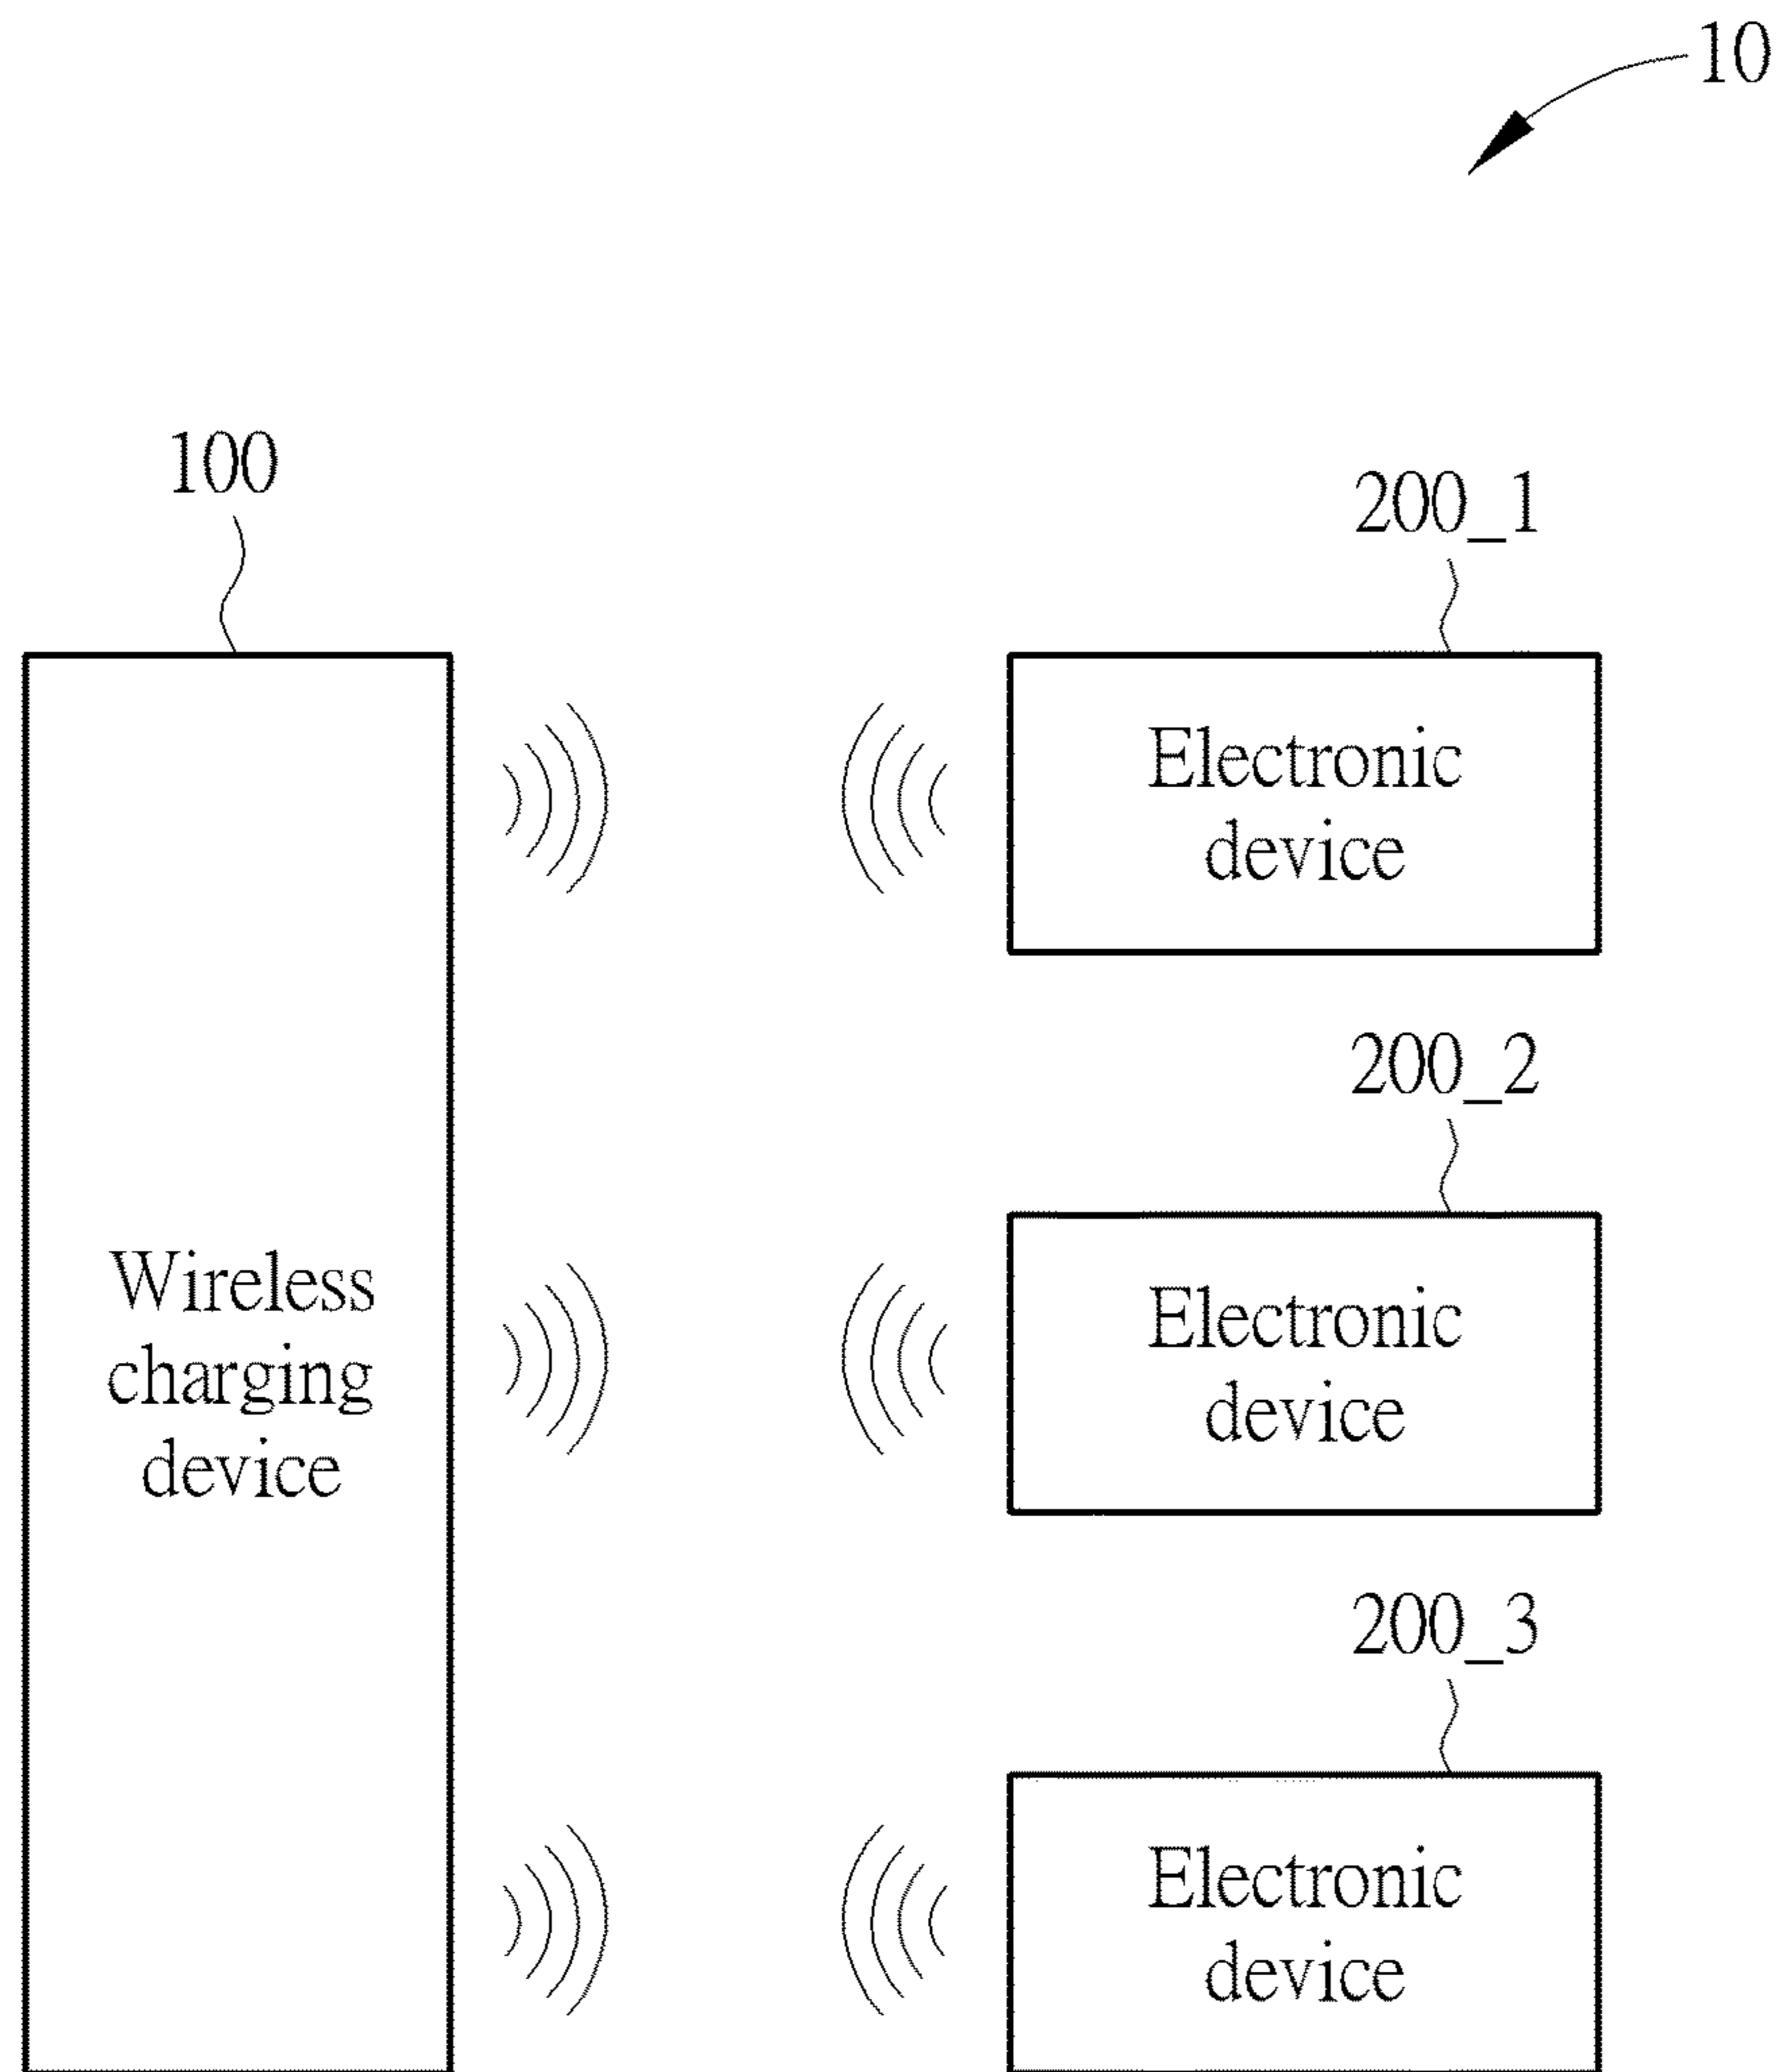 10
100
200_1
Electronic
device
200_2
Wireless
charging
device
Electronic
device
200_3
Electronic
device